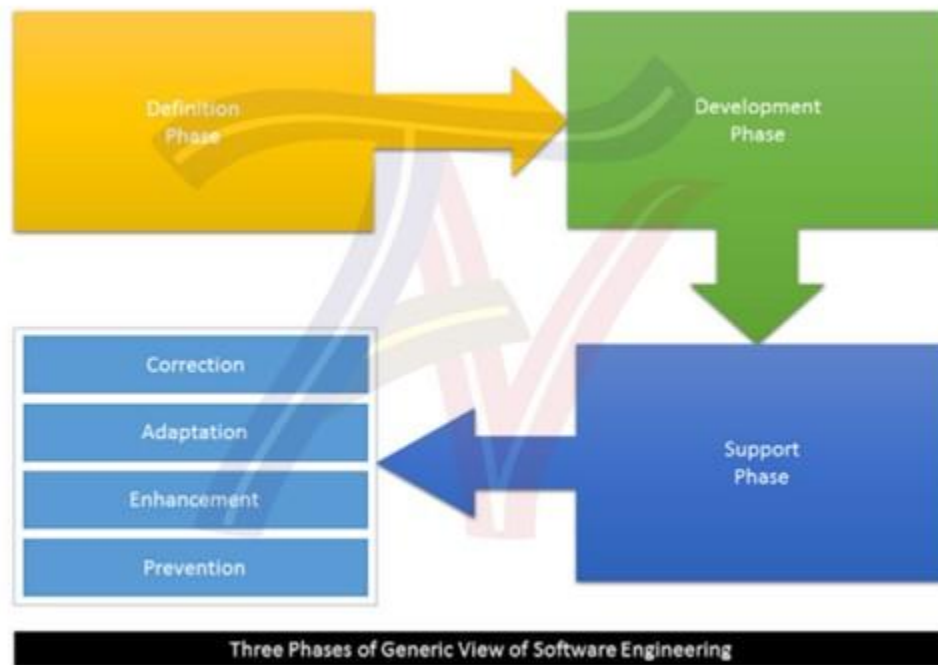 Definition
Phase
Development
Phase
Support
Phase
Correction
Adaptation
Enhancement
Prevention
Three Phases of Generic View of Software Engineering